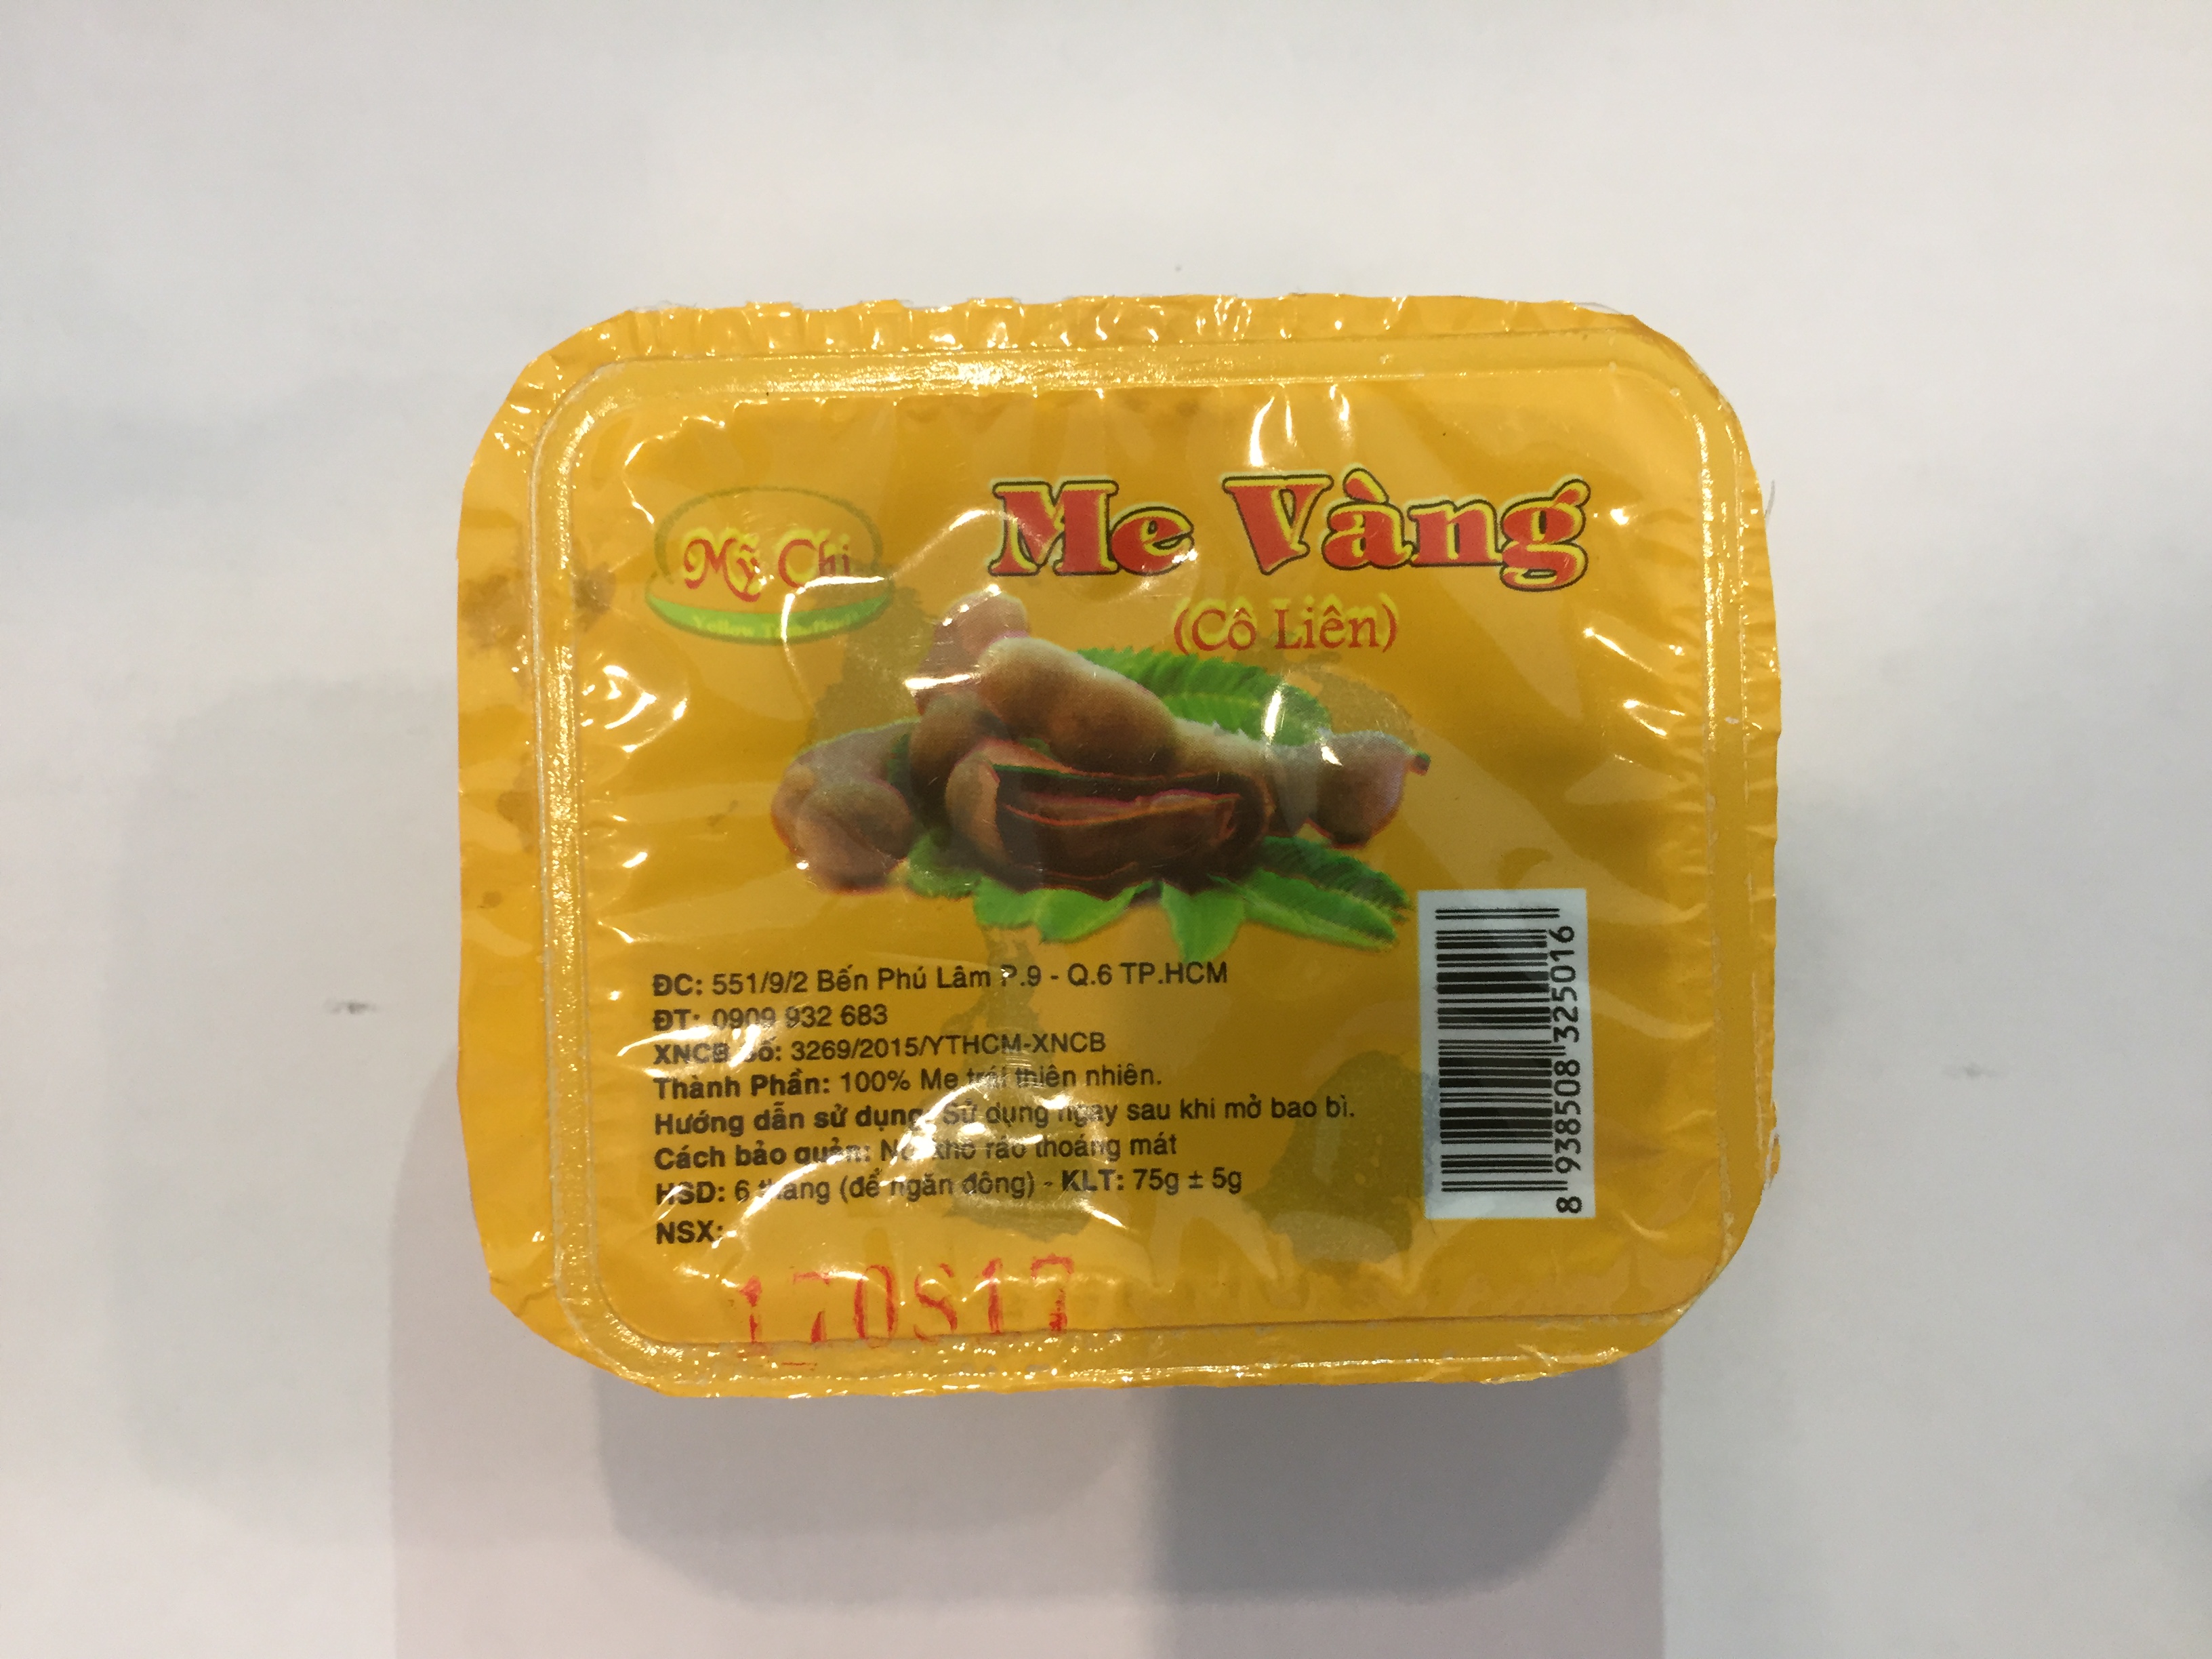 Mỹ Chi
Yellow
Me Vàng
(Cô Liên)
ĐC: 551/9/2 Bến Phú Lâm P.9 - Q.6 TP.HCM
ĐT: 0909 932 683
XNCB Số: 3269/2015/YTHCM-XNCB
Thành Phần: 100% Me trái thiên nhiên.
Hướng dẫn sử dụng: Sử dụng ngay sau khi mở bao bì.
Cách bảo quản: Nơi khô ráo thoáng mát
HSD: 6 tháng (để ngăn đông) - KLT: 75g ± 5g
NSX:
170817
8 938508 325016